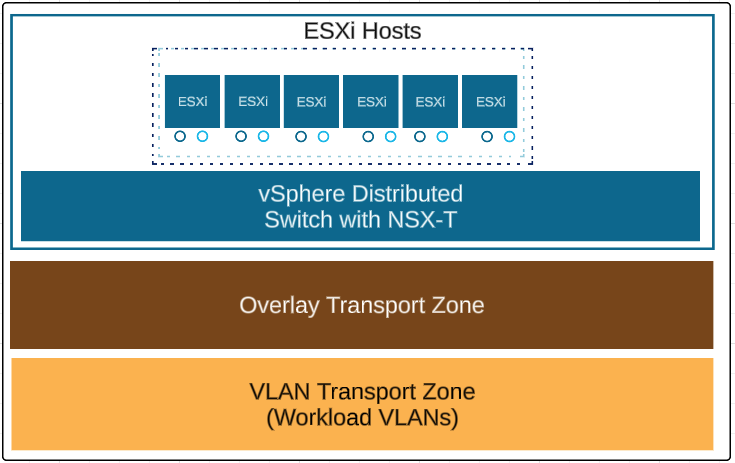 ESXi Hosts
ESXi ESXi ESXi ESXi ESXi ESXi
vSphere Distributed
Switch with NSX-T
Overlay Transport Zone
VLAN Transport Zone
(Workload VLANs)